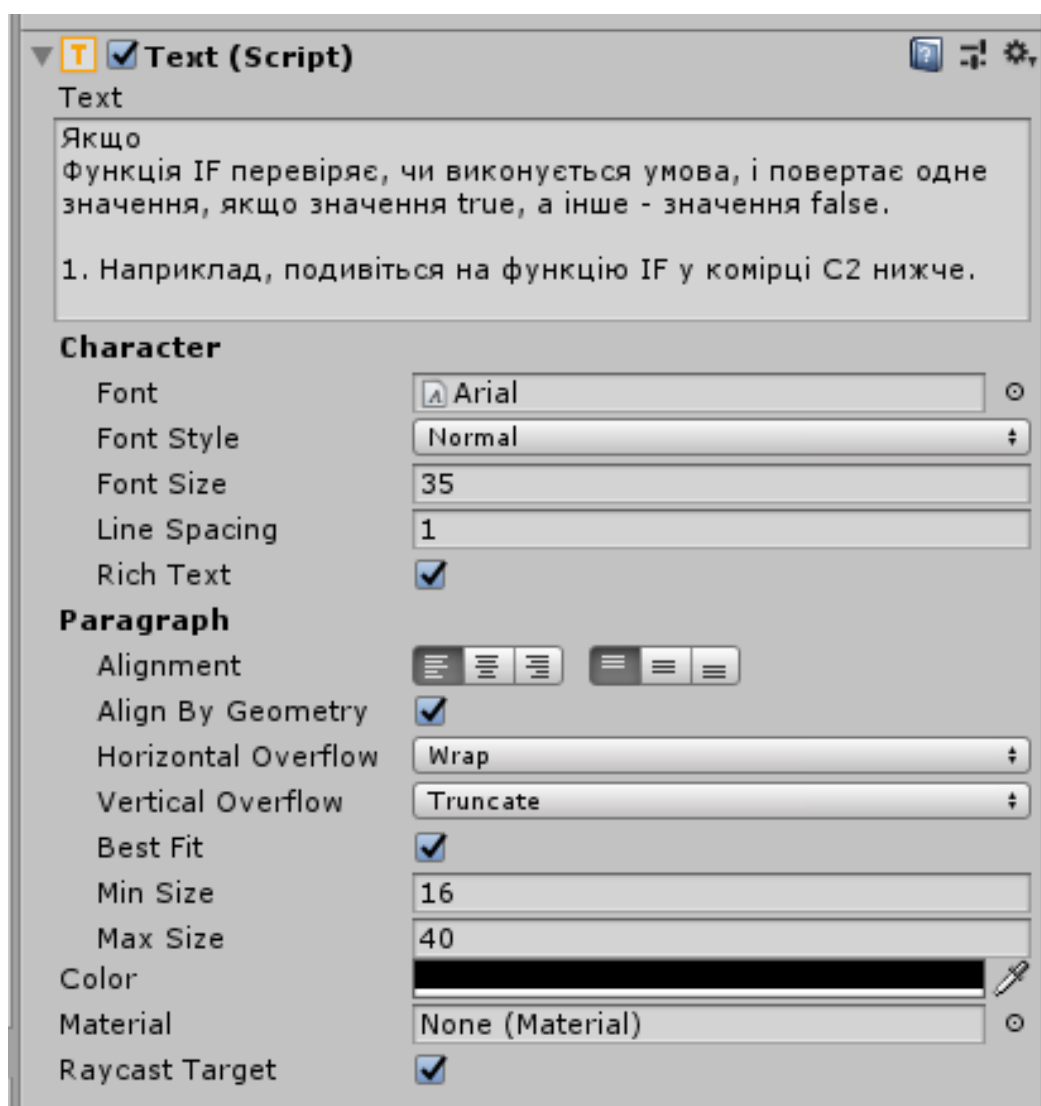 Text (Script)
Text
Якщо
Функція IF перевіряє, чи виконується умова, і повертає одне
значення, якщо значення true, а інше - значення false.
1. Наприклад, подивіться на функцію IF у комірці C2 нижче.
Character
Font Arial
Font Style Normal
Font Size 35
Line Spacing 1
Rich Text
Paragraph
Alignment
Align By Geometry
Horizontal Overflow Wrap
Vertical Overflow Truncate
Best Fit
Min Size 16
Max Size 40
Color
Material None (Material)
Raycast Target